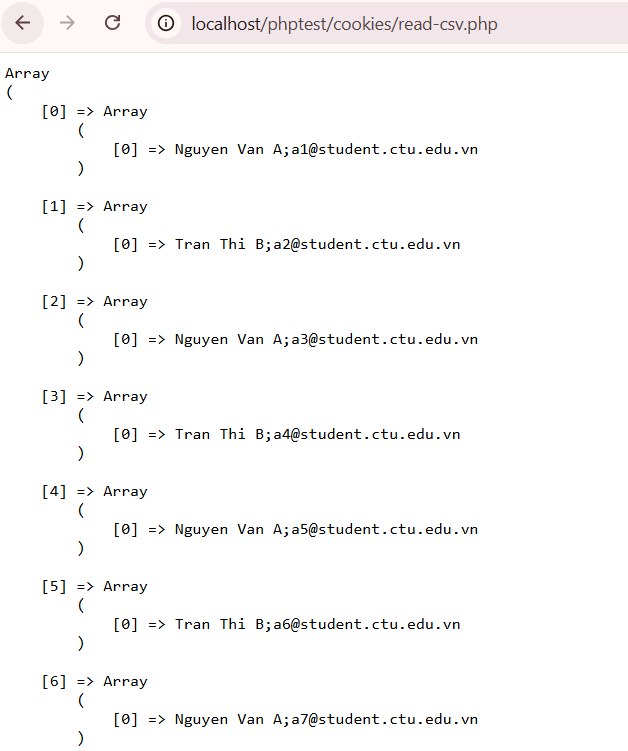 localhost/phptest/cookies/read-csv.php
Array
(
    [0] => Array
        (
            [0] => Nguyen Van A;a1@student.ctu.edu.vn
        )
    [1] => Array
        (
            [0] => Tran Thi B;a2@student.ctu.edu.vn
        )
    [2] => Array
        (
            [0] => Nguyen Van A;a3@student.ctu.edu.vn
        )
    [3] => Array
        (
            [0] => Tran Thi B;a4@student.ctu.edu.vn
        )
    [4] => Array
        (
            [0] => Nguyen Van A;a5@student.ctu.edu.vn
        )
    [5] => Array
        (
            [0] => Tran Thi B;a6@student.ctu.edu.vn
        )
    [6] => Array
        (
            [0] => Nguyen Van A;a7@student.ctu.edu.vn
        )